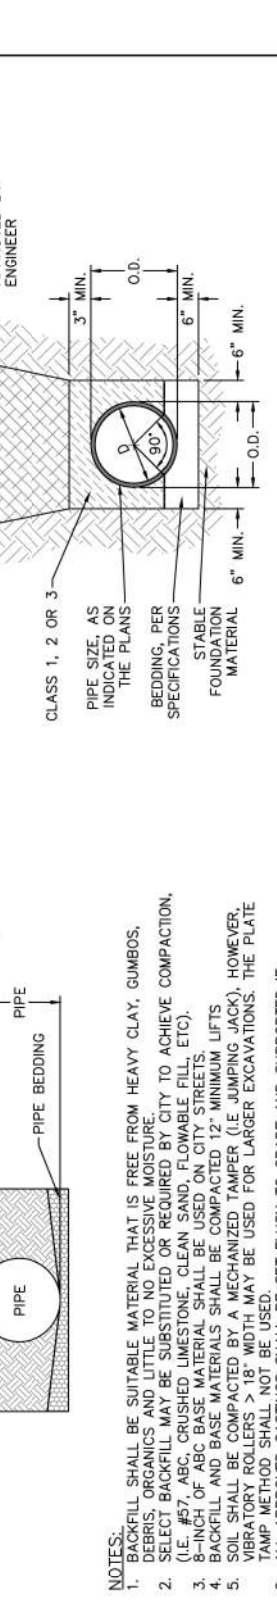 ENGINEER
3" MIN.
O.D.
6" MIN.
6" MIN.
O.D.
6" MIN.
D
90°
CLASS 1, 2 OR 3
PIPE SIZE, AS
INDICATED ON
THE PLANS
BEDDING, PER
SPECIFICATIONS
STABLE
FOUNDATION
MATERIAL
PIPE
PIPE BEDDING
PIPE
NOTES:
1. BACKFILL SHALL BE SUITABLE MATERIAL THAT IS FREE FROM HEAVY CLAY, GUMBOS,
DEBRIS, ORGANICS AND LITTLE TO NO EXCESSIVE MOISTURE.
2. SELECT BACKFILL MAY BE SUBSTITUTED OR REQUIRED BY CITY TO ACHIEVE COMPACTION,
(I.E. #57, ABC, CRUSHED LIMESTONE, CLEAN SAND, FLOWABLE FILL, ETC).
3. 8-INCH OF ABC BASE MATERIAL SHALL BE USED ON CITY STREETS.
4. BACKFILL AND BASE MATERIALS SHALL BE COMPACTED 12" MINIMUM LIFTS
5. SOIL SHALL BE COMPACTED BY A MECHANIZED TAMPER (I.E JUMPING JACK), HOWEVER,
VIBRATORY ROLLERS > 18" WIDTH MAY BE USED FOR LARGER EXCAVATIONS. THE PLATE
TAMP METHOD SHALL NOT BE USED.